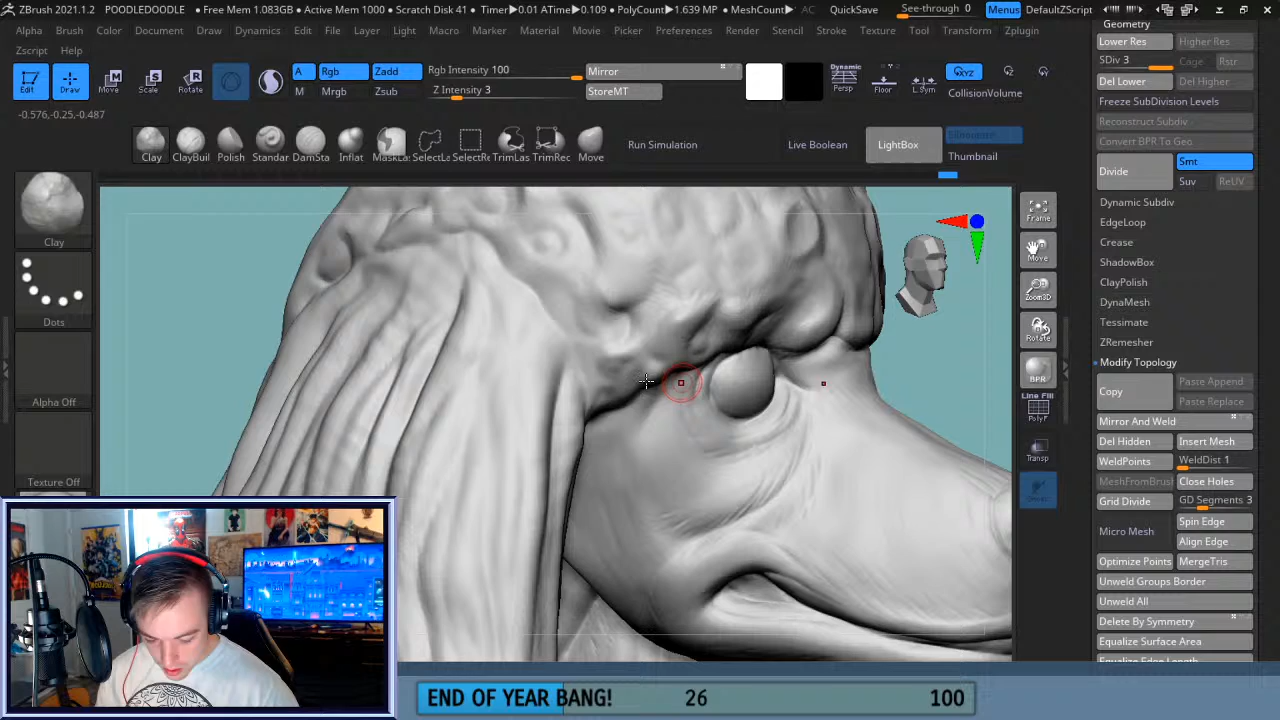 ZBrush 2021.1.2 POODLEDOODLE • Free Mem 1.083GB • Active Mem 1000 • Scratch Disk 41 • Timer▶0.01 ATime▶0.109 • PolyCount▶1.639 MP • MeshCount▶ AC QuickSave See-through 0 Menus DefaultZScript
Alpha Brush Color Document Draw Dynamics Edit File Layer Light Macro Marker Material Movie Picker Preferences Render Stencil Stroke Texture Tool Transform Zplugin
Zscript Help
Edit Draw Move Scale Rotate A Rgb Zadd Rgb Intensity 100 Mirror
M Mrgb Zsub Z Intensity 3 StoreMT
Dynamic Persp Floor L.Sym xyz CollisionVolume
-0.576,-0.25,-0.487
Clay ClayBuil Polish Standar DamSta Inflat MaskLa SelectLa SelectRe TrimLas TrimRec Move Run Simulation Live Boolean LightBox
Thumbnail
Clay
Dots
Alpha Off
Texture Off
Frame
Move
Zoom3D
Rotate
BPR
Line Fill
PolyF
Transp
Geometry
Lower Res Higher Res
SDiv 3 Cage Rstr
Del Lower Del Higher
Freeze SubDivision Levels
Reconstruct Subdiv
Convert BPR To Geo
Divide Smt
Suv ReUV
Dynamic Subdiv
EdgeLoop
Crease
ShadowBox
ClayPolish
DynaMesh
Tessimate
ZRemesher
Modify Topology
Copy Paste Append
Paste Replace
Mirror And Weld
Del Hidden Insert Mesh
WeldPoints WeldDist 1
MeshFromBrus Close Holes
Grid Divide GD Segments 3
Micro Mesh Spin Edge
Align Edge
Optimize Points MergeTris
Unweld Groups Border
Unweld All
Delete By Symmetry
Equalize Surface Area
END OF YEAR BANG! 26 100